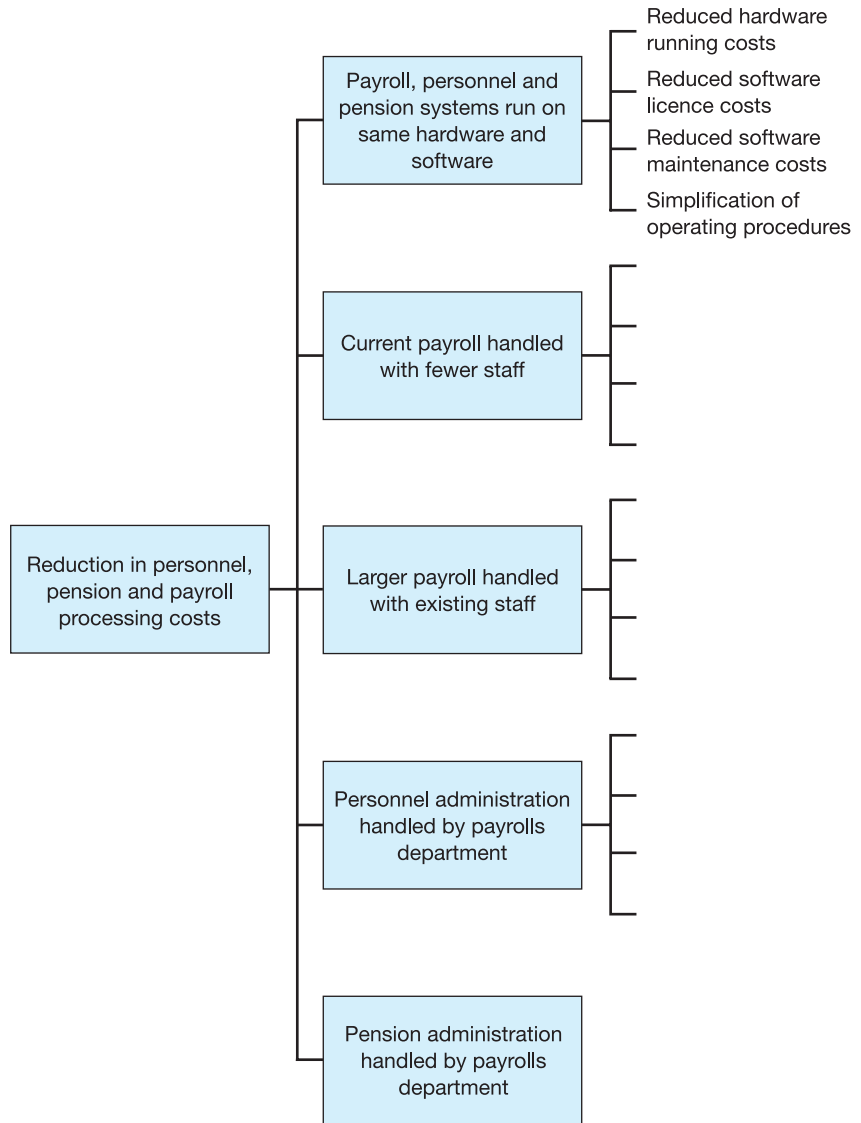 Reduced hardware
running costs
Payroll, personnel and
pension systems run on
same hardware and
software
Reduced software
licence costs
Reduced software
maintenance costs
Simplification of
operating procedures
Current payroll handled
with fewer staff
Reduction in personnel,
pension and payroll
processing costs
Larger payroll handled
with existing staff
Personnel administration
handled by payrolls
department
Pension administration
handled by payrolls
department